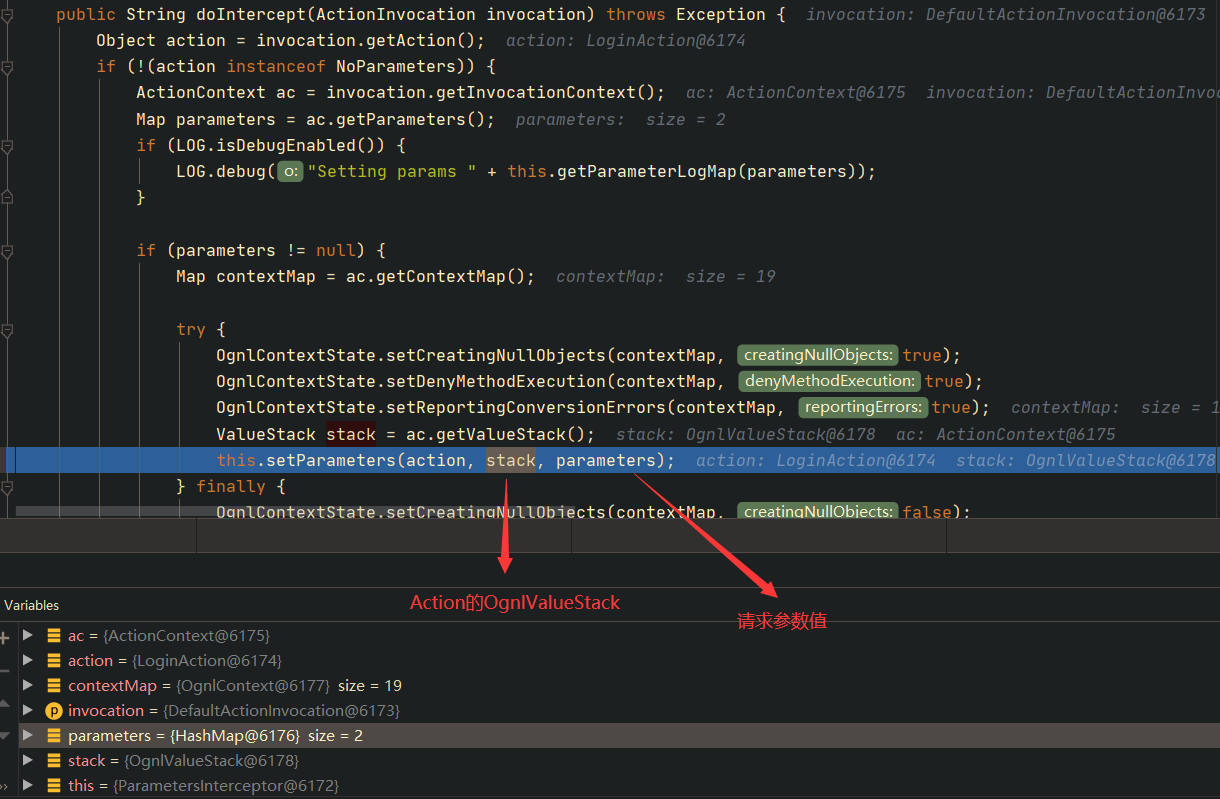 public String doIntercept(ActionInvocation invocation) throws Exception {  invocation: DefaultActionInvocation@6173
Object action = invocation.getAction();  action: LoginAction@6174
if (!(action instanceof NoParameters)) {
ActionContext ac = invocation.getInvocationContext();  ac: ActionContext@6175  invocation: DefaultActionInvo
Map parameters = ac.getParameters();  parameters:  size = 2
if (LOG.isDebugEnabled()) {
LOG.debug( o: "Setting params " + this.getParameterLogMap(parameters));
}
if (parameters != null) {
Map contextMap = ac.getContextMap();  contextMap:  size = 19
try {
OgnlContextState.setCreatingNullObjects(contextMap, creatingNullObjects: true);
OgnlContextState.setDenyMethodExecution(contextMap, denyMethodExecution: true);
OgnlContextState.setReportingConversionErrors(contextMap, reportingErrors: true);  contextMap:  size = 1
ValueStack stack = ac.getValueStack();  stack: OgnlValueStack@6178  ac: ActionContext@6175
this.setParameters(action, stack, parameters);  action: LoginAction@6174  stack: OgnlValueStack@6178
} finally {
OgnlContextState.setCreatingNullObjects(contextMap, creatingNullObjects: false);
Variables
Action的OgnlValueStack
请求参数值
ac = {ActionContext@6175}
action = {LoginAction@6174}
contextMap = {OgnlContext@6177} size = 19
p invocation = {DefaultActionInvocation@6173}
parameters = {HashMap@6176} size = 2
stack = {OgnlValueStack@6178}
this = {ParametersInterceptor@6172}